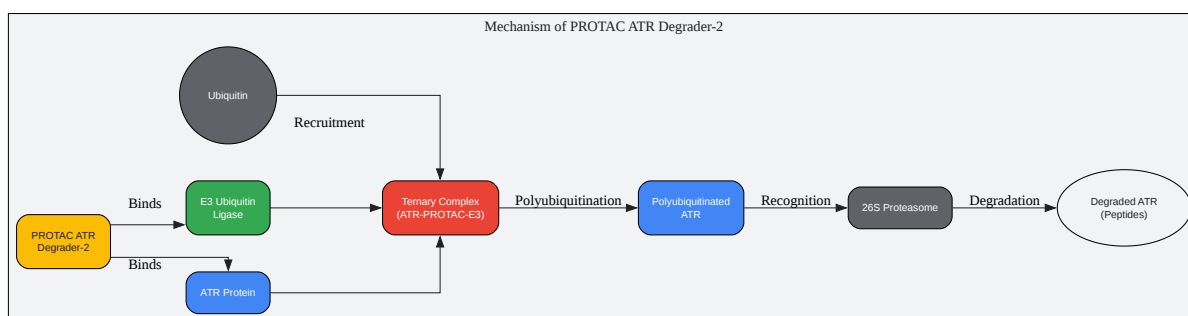 Mechanism of PROTAC ATR Degrader-2
Ubiquitin
Recruitment
Binds
E3 Ubiquitin
Ligase
Ternary Complex
(ATR-PROTAC-E3)
Polyubiquitination
Polyubiquitinated
ATR
Recognition
26S Proteasome
Degradation
Degraded ATR
(Peptides)
PROTAC ATR
Degrader-2
Binds
ATR Protein